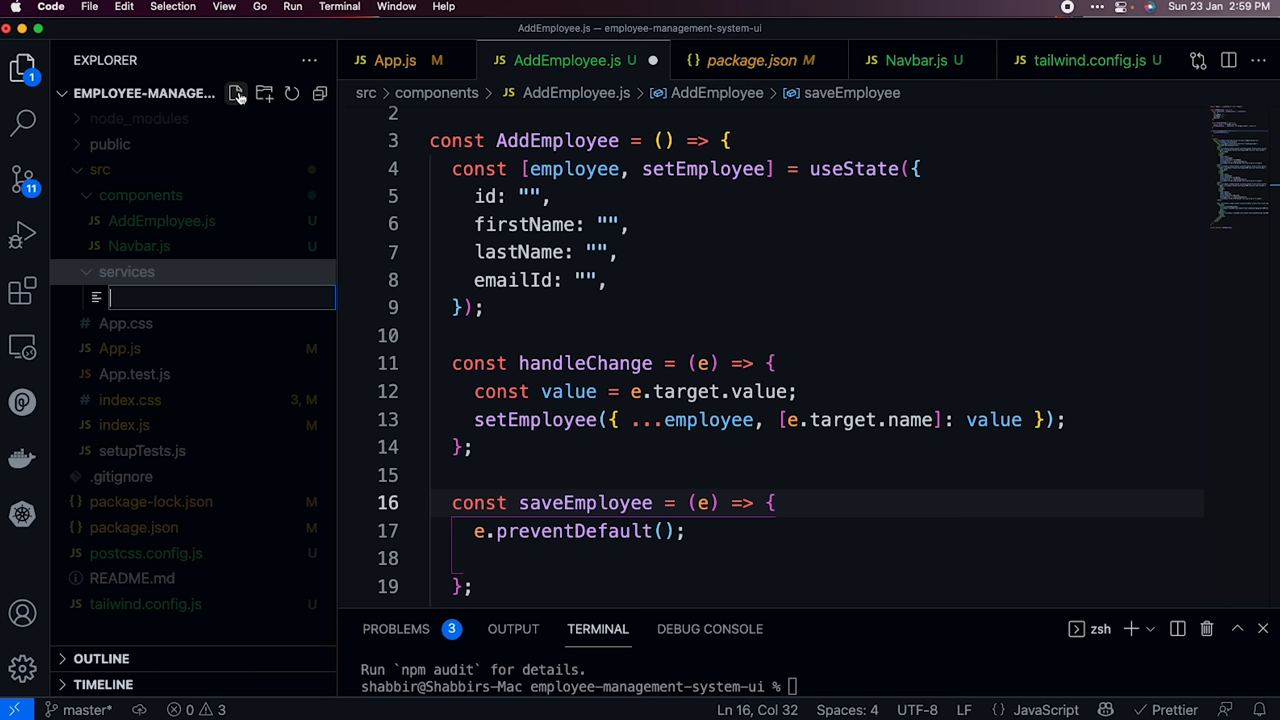 Code File Edit Selection View Go Run Terminal Window Help ••• Sun 23 Jan 2:59 PM
AddEmployee.js — employee-management-system-ui
EXPLORER ···
JS App.js M
JS AddEmployee.js U
{} package.json M
JS Navbar.js U
JS tailwind.config.js U
···
EMPLOYEE-MANAGE...
src > components > JS AddEmployee.js > AddEmployee > saveEmployee
1
node_modules
public
src
components
AddEmployee.js U
Navbar.js U
services
App.css
JS App.js M
JS App.test.js
# index.css 3, M
JS index.js M
JS setupTests.js
.gitignore
{} package-lock.json M
{} package.json M
JS postcss.config.js U
README.md
JS tailwind.config.js U
OUTLINE
TIMELINE
11
2
3 const AddEmployee = () => {
4 const [employee, setEmployee] = useState({
5 id: "",
6 firstName: "",
7 lastName: "",
8 emailId: "",
9 });
10
11 const handleChange = (e) => {
12 const value = e.target.value;
13 setEmployee({ ...employee, [e.target.name]: value });
14 };
15
16 const saveEmployee = (e) => {
17 e.preventDefault();
18
19 };
PROBLEMS 3 OUTPUT TERMINAL DEBUG CONSOLE zsh
Run `npm audit` for details.
shabbir@Shabbirs-Mac employee-management-system-ui %
master* 0 3 Ln 16, Col 32 Spaces: 4 UTF-8 LF {} JavaScript Prettier